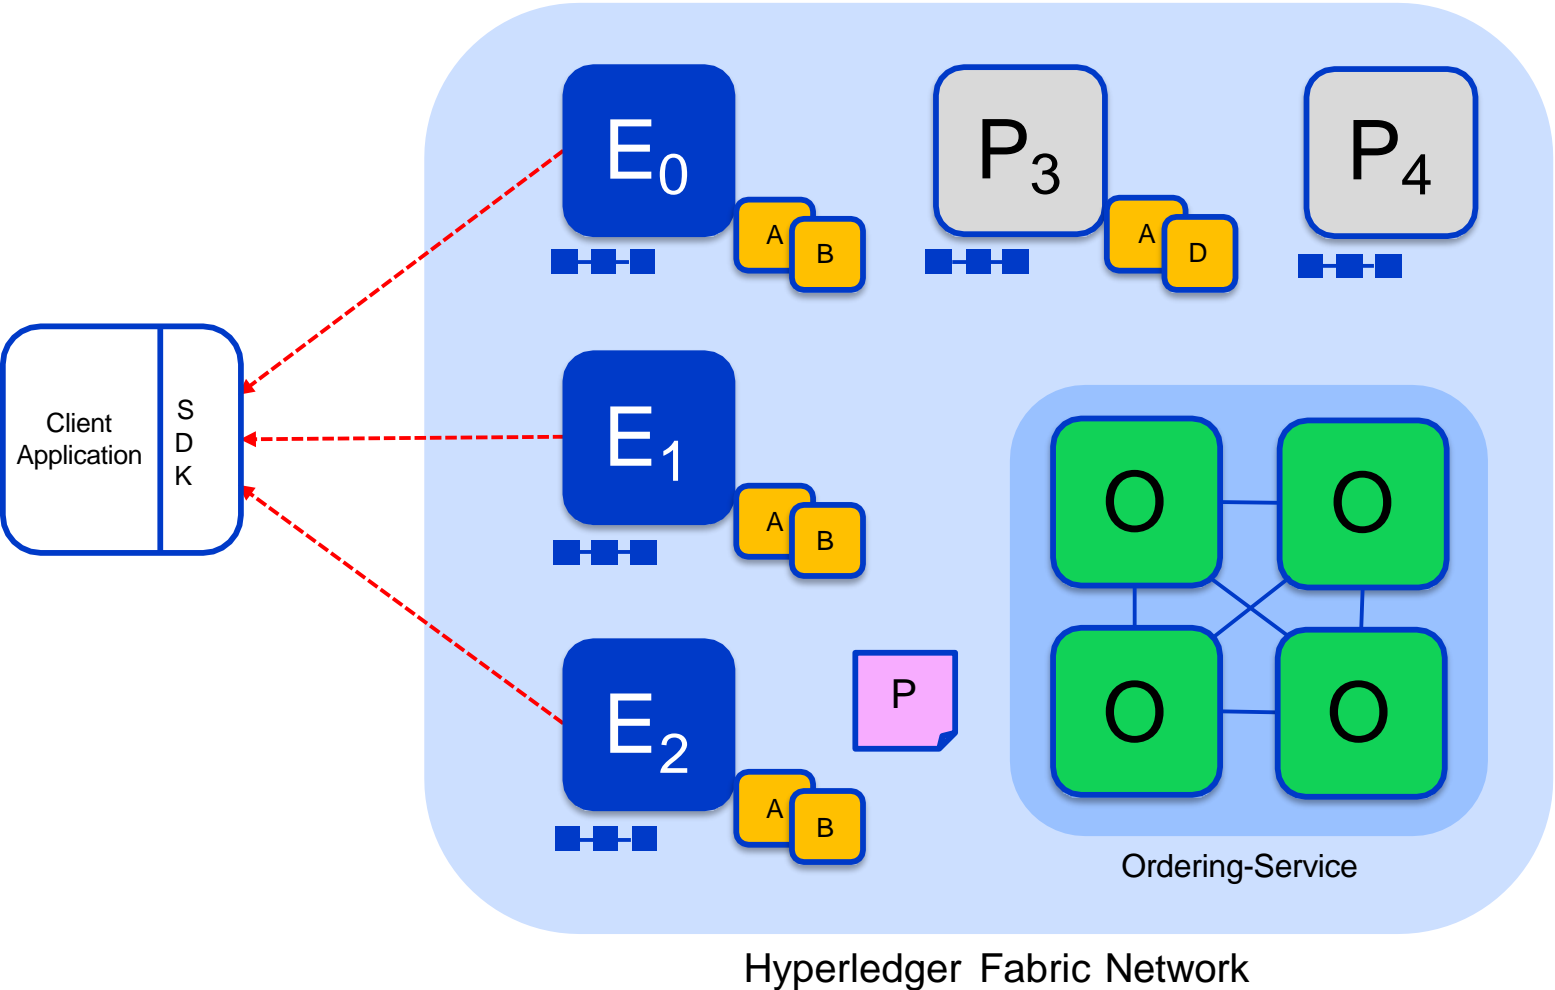 E0
P3
P4
A
B
A
D
Client
Application
S
D
K
E1
A
B
O
O
O
O
E2
P
A
B
Ordering-Service
Hyperledger Fabric Network